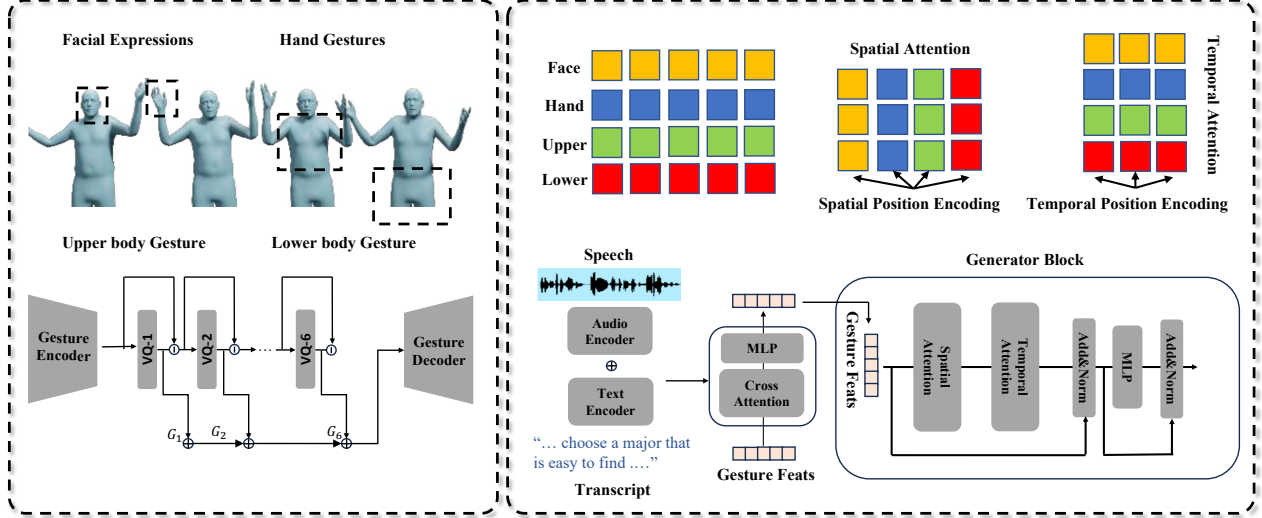 Facial Expressions
Hand Gestures
Upper body Gesture
Lower body Gesture
Gesture
Encoder
VQ-1
VQ-2
...
VQ-6
Gesture
Decoder
G₁
G₂
G₆
Face
Hand
Upper
Lower
Spatial Attention
Spatial Position Encoding
Temporal Attention
Temporal Position Encoding
Speech
Audio
Encoder
Text
Encoder
“… choose a major that
is easy to find .…”
Transcript
MLP
Cross
Attention
Gesture Feats
Generator Block
Gesture Feats
Spatial
Attention
Temporal
Attention
Add&Norm
MLP
Add&Norm